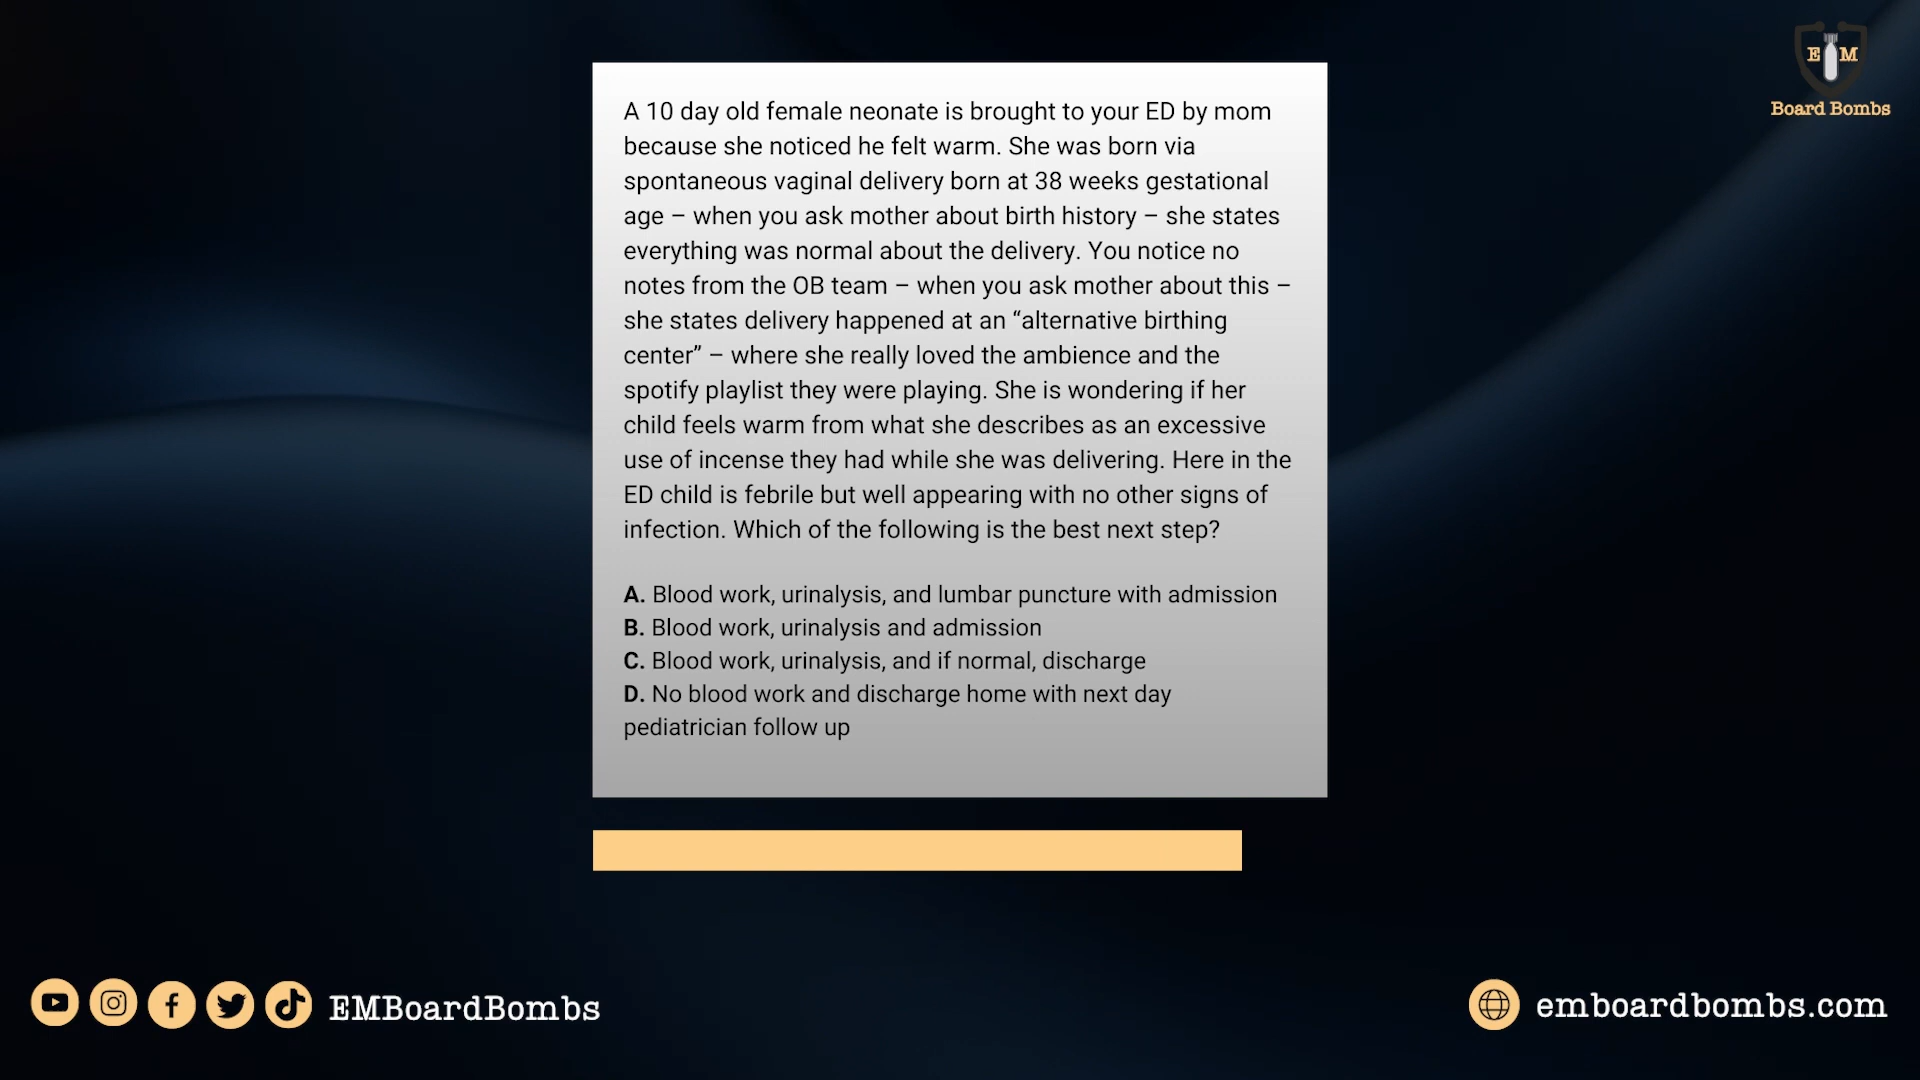 E M
Board Bombs
A 10 day old female neonate is brought to your ED by mom
because she noticed he felt warm. She was born via
spontaneous vaginal delivery born at 38 weeks gestational
age – when you ask mother about birth history – she states
everything was normal about the delivery. You notice no
notes from the OB team – when you ask mother about this –
she states delivery happened at an “alternative birthing
center” – where she really loved the ambience and the
spotify playlist they were playing. She is wondering if her
child feels warm from what she describes as an excessive
use of incense they had while she was delivering. Here in the
ED child is febrile but well appearing with no other signs of
infection. Which of the following is the best next step?
A. Blood work, urinalysis, and lumbar puncture with admission
B. Blood work, urinalysis and admission
C. Blood work, urinalysis, and if normal, discharge
D. No blood work and discharge home with next day
pediatrician follow up
EMBoardBombs
emboardbombs.com